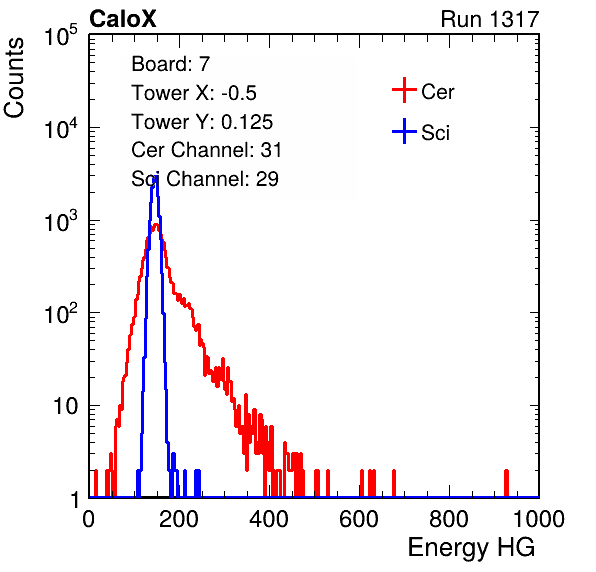 CaloX Run 1317
Counts
10^5
10^4
10^3
10^2
10
1
Board: 7
Tower X: -0.5
Tower Y: 0.125
Cer Channel: 31
Sci Channel: 29
Cer
Sci
0 200 400 600 800 1000
Energy HG